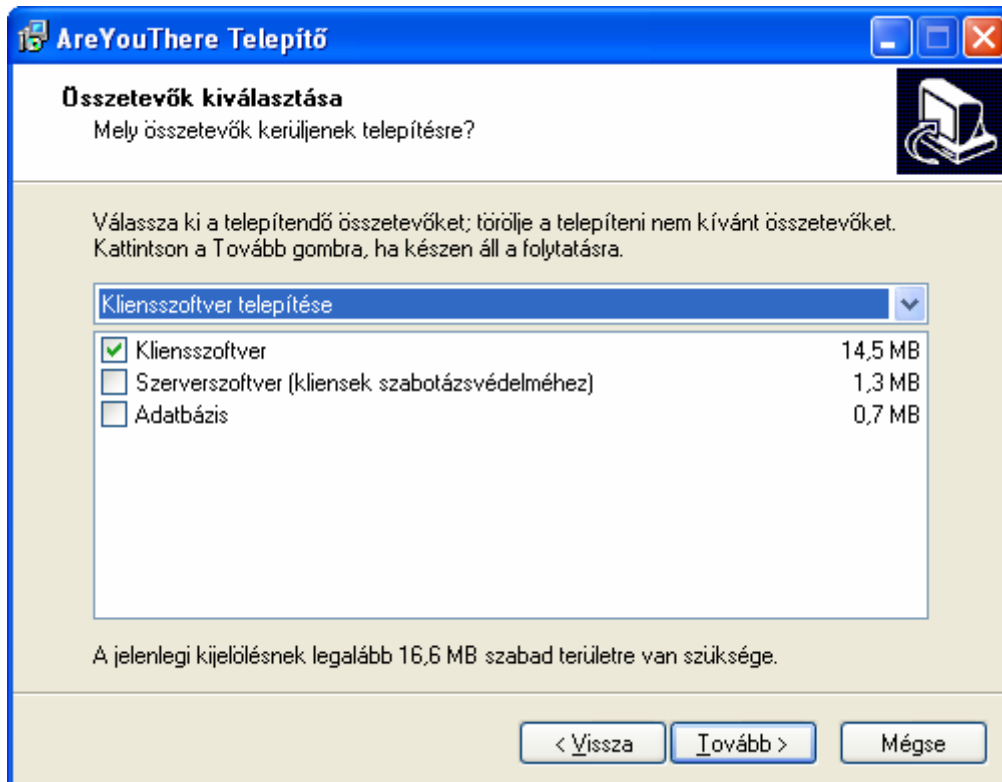 AreYouThere Telepítő
Összetevők kiválasztása
Mely összetevők kerüljenek telepítésre?
Válassza ki a telepítendő összetevőket; törölje a telepíteni nem kívánt összetevőket.
Kattintson a Tovább gombra, ha készen áll a folytatásra.
Kliensszoftver telepítése
Kliensszoftver 14,5 MB
Szerverszoftver (kliensek szabotázsvédelméhez) 1,3 MB
Adatbázis 0,7 MB
A jelenlegi kijelölésnek legalább 16,6 MB szabad területre van szüksége.
< Vissza Tovább > Mégse